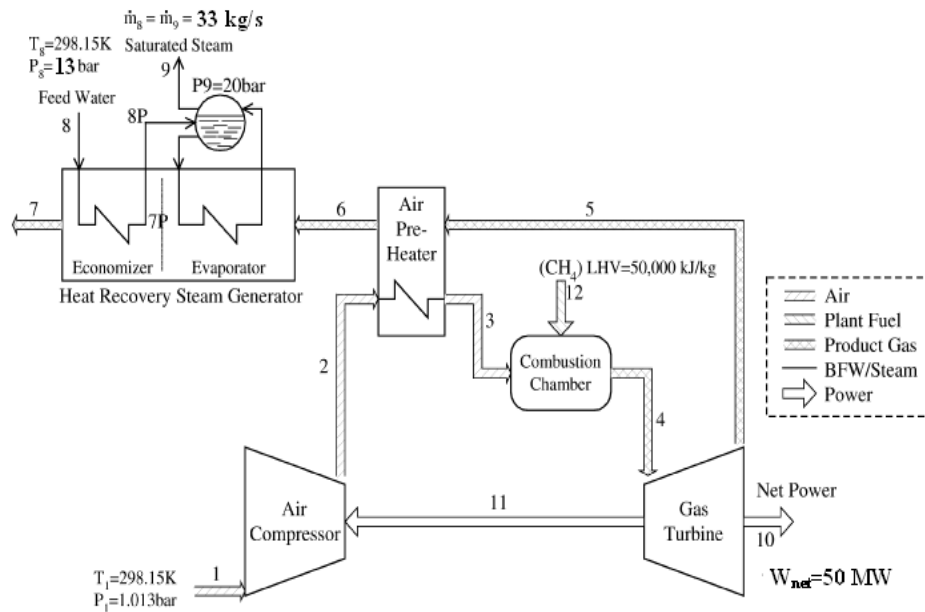 ṁ₈ = ṁ₉ = 33 kg/s
T₈=298.15K
P₈=13 bar
Saturated Steam
9
P9=20bar
Feed Water
8
8P
7
7P
6
Air
Pre-
Heater
5
Economizer
Evaporator
Heat Recovery Steam Generator
(CH₄) LHV=50,000 kJ/kg
12
2
3
Combustion
Chamber
4
Air
Plant Fuel
Product Gas
BFW/Steam
Power
Air
Compressor
11
Gas
Turbine
Net Power
10
T₁=298.15K
P₁=1.013bar
1
Wnet=50 MW